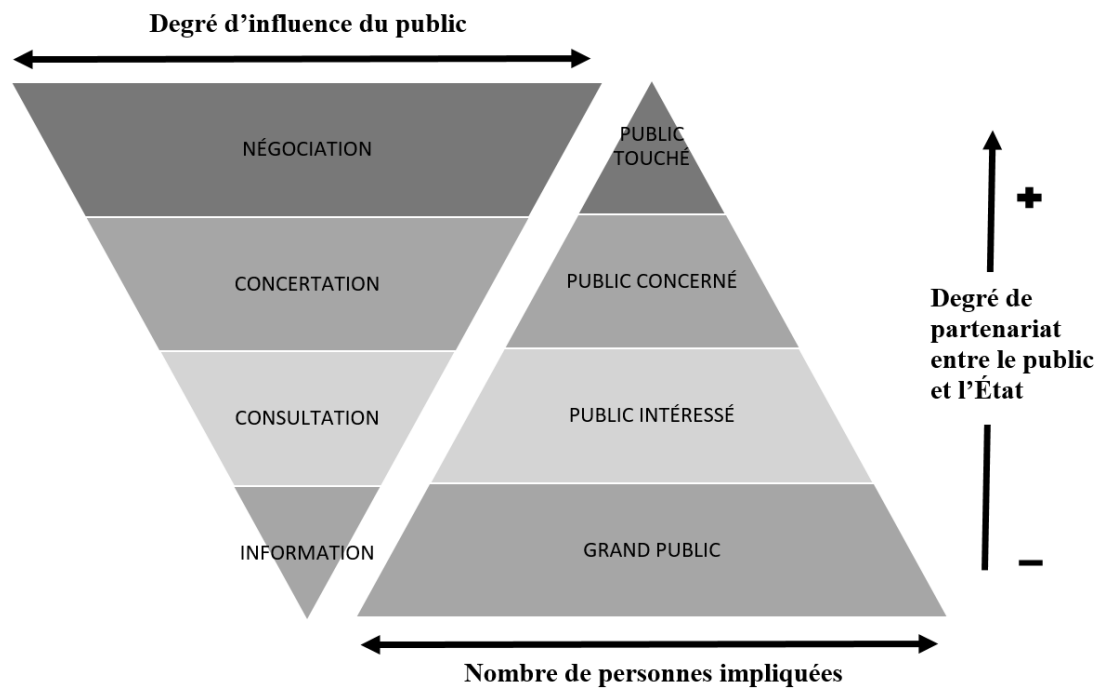 Degré d’influence du public
NÉGOCIATION
CONCERTATION
CONSULTATION
INFORMATION
PUBLIC
TOUCHÉ
PUBLIC CONCERNÉ
PUBLIC INTÉRESSÉ
GRAND PUBLIC
+
Degré de
partenariat
entre le public
et l’État
–
Nombre de personnes impliquées